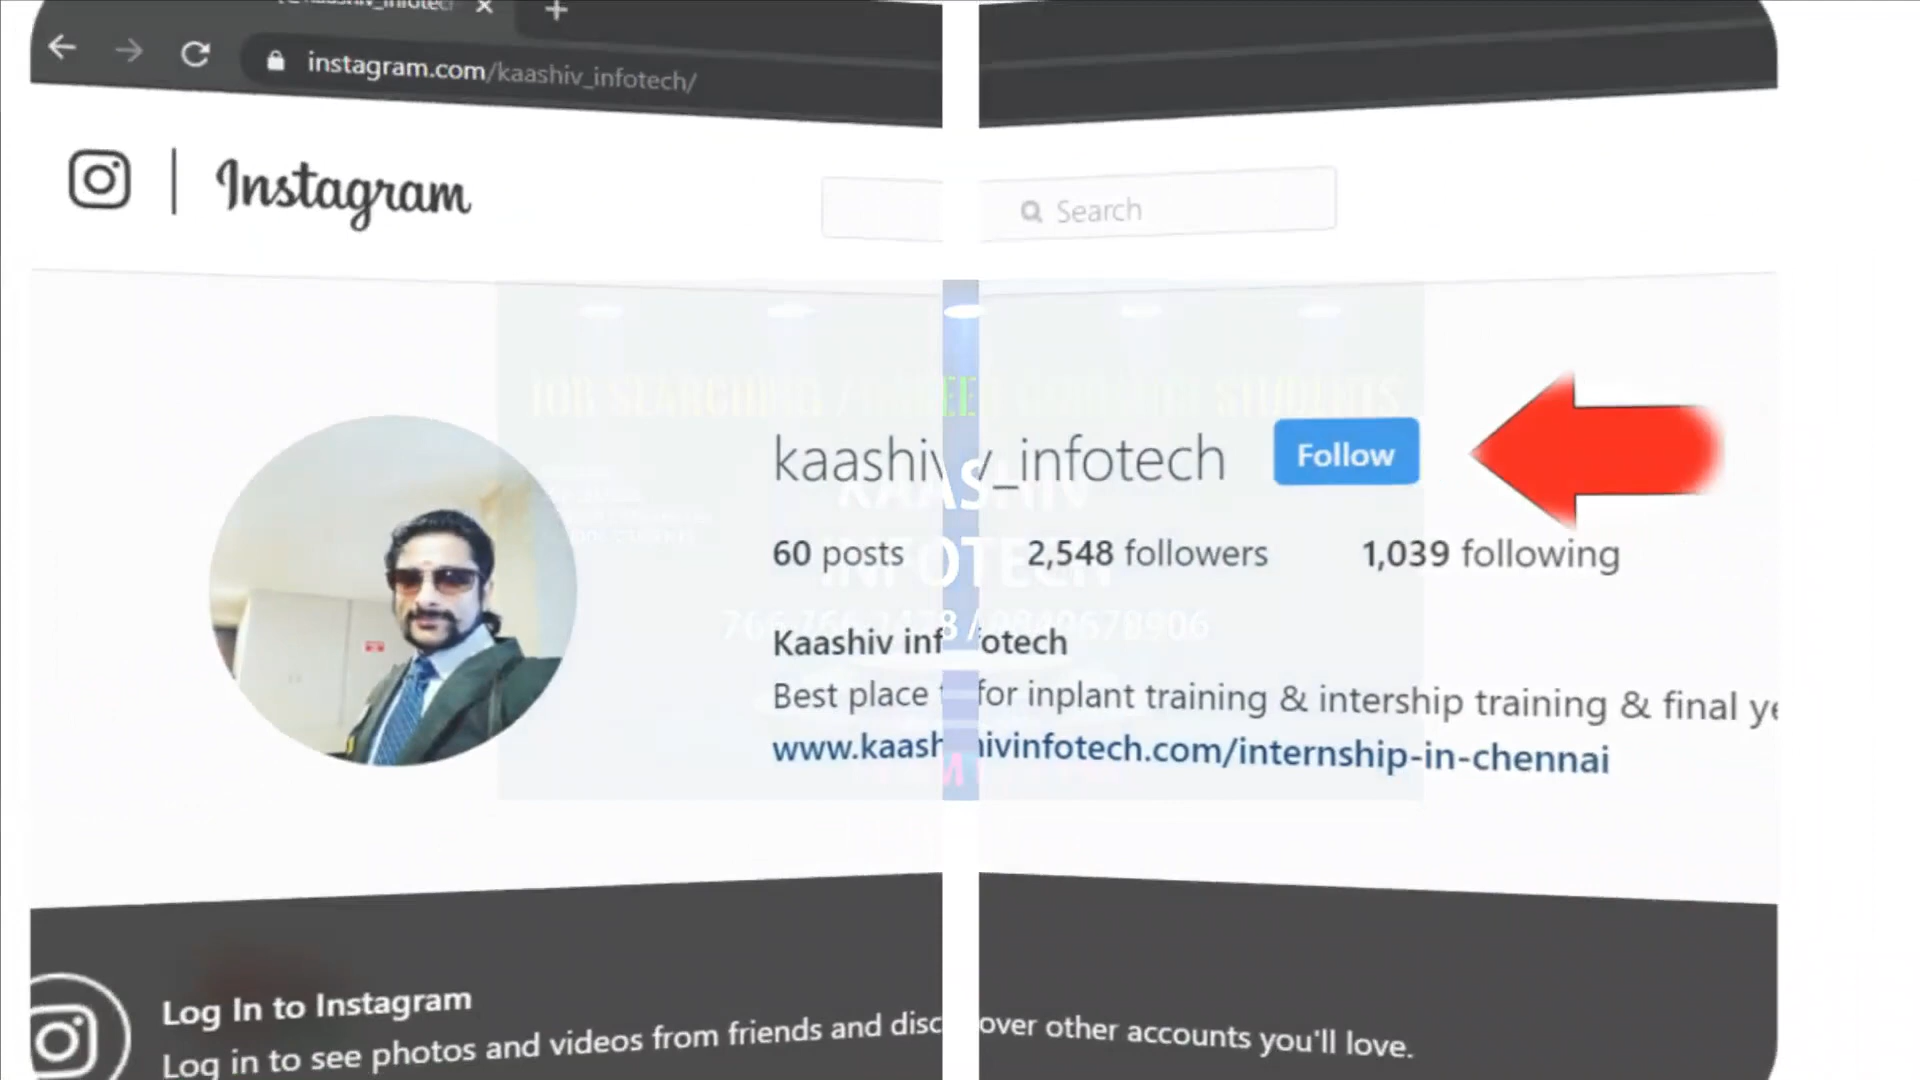 instagram.com/kaashiv_infotech/
Instagram
Search
kaashiv_infotech
Follow
60 posts 2,548 followers 1,039 following
Kaashiv infotech
Best place for inplant training & intership training & final ye
www.kaashivinfotech.com/internship-in-chennai
KAASHIV
INFOTECH
Log In to Instagram
Log in to see photos and videos from friends and discover other accounts you'll love.